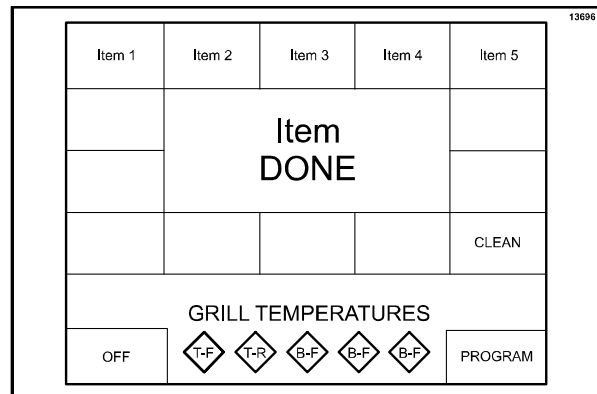 13696
Item 1 Item 2 Item 3 Item 4 Item 5
Item
DONE
CLEAN
GRILL TEMPERATURES
OFF T-F T-R B-F B-F B-F PROGRAM